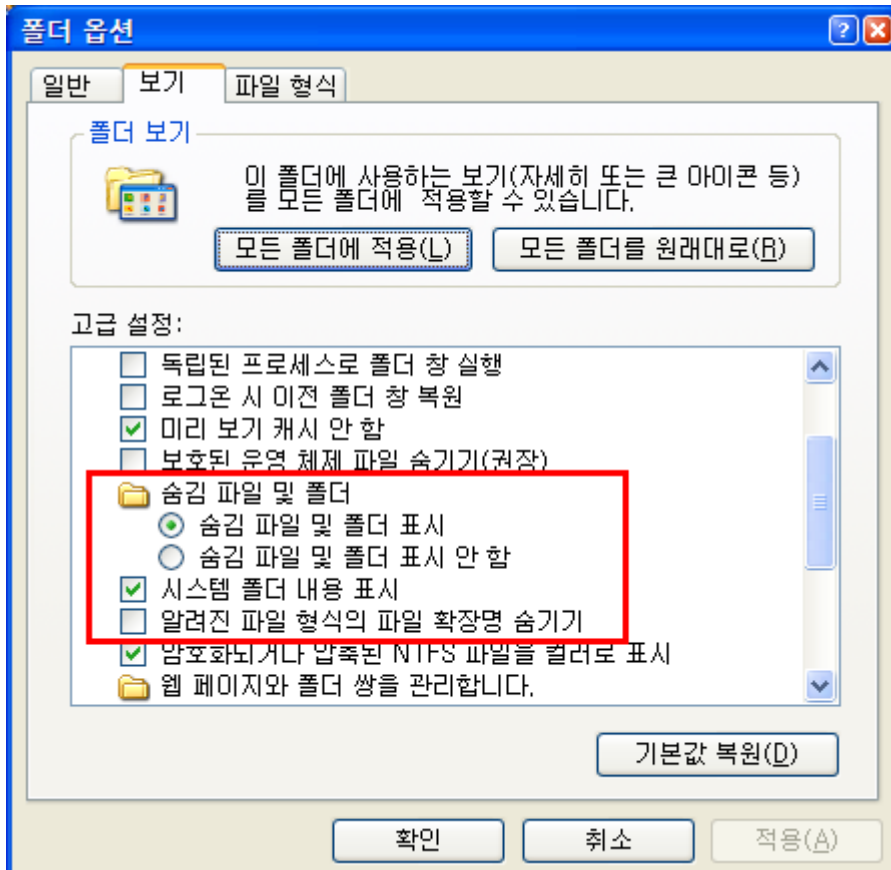 폴더 옵션
일반 보기 파일 형식
폴더 보기
이 폴더에 사용하는 보기(자세히 또는 큰 아이콘 등)
를 모든 폴더에 적용할 수 있습니다.
모든 폴더에 적용(L) 모든 폴더를 원래대로(R)
고급 설정:
독립된 프로세스로 폴더 창 실행
로그온 시 이전 폴더 창 복원
미리 보기 캐시 안 함
보호된 운영 체제 파일 숨기기(권장)
숨김 파일 및 폴더
숨김 파일 및 폴더 표시
숨김 파일 및 폴더 표시 안 함
시스템 폴더 내용 표시
알려진 파일 형식의 파일 확장명 숨기기
암호화되거나 압축된 NTFS 파일을 컬러로 표시
웹 페이지와 폴더 쌍을 관리합니다.
기본값 복원(D)
확인 취소 적용(A)